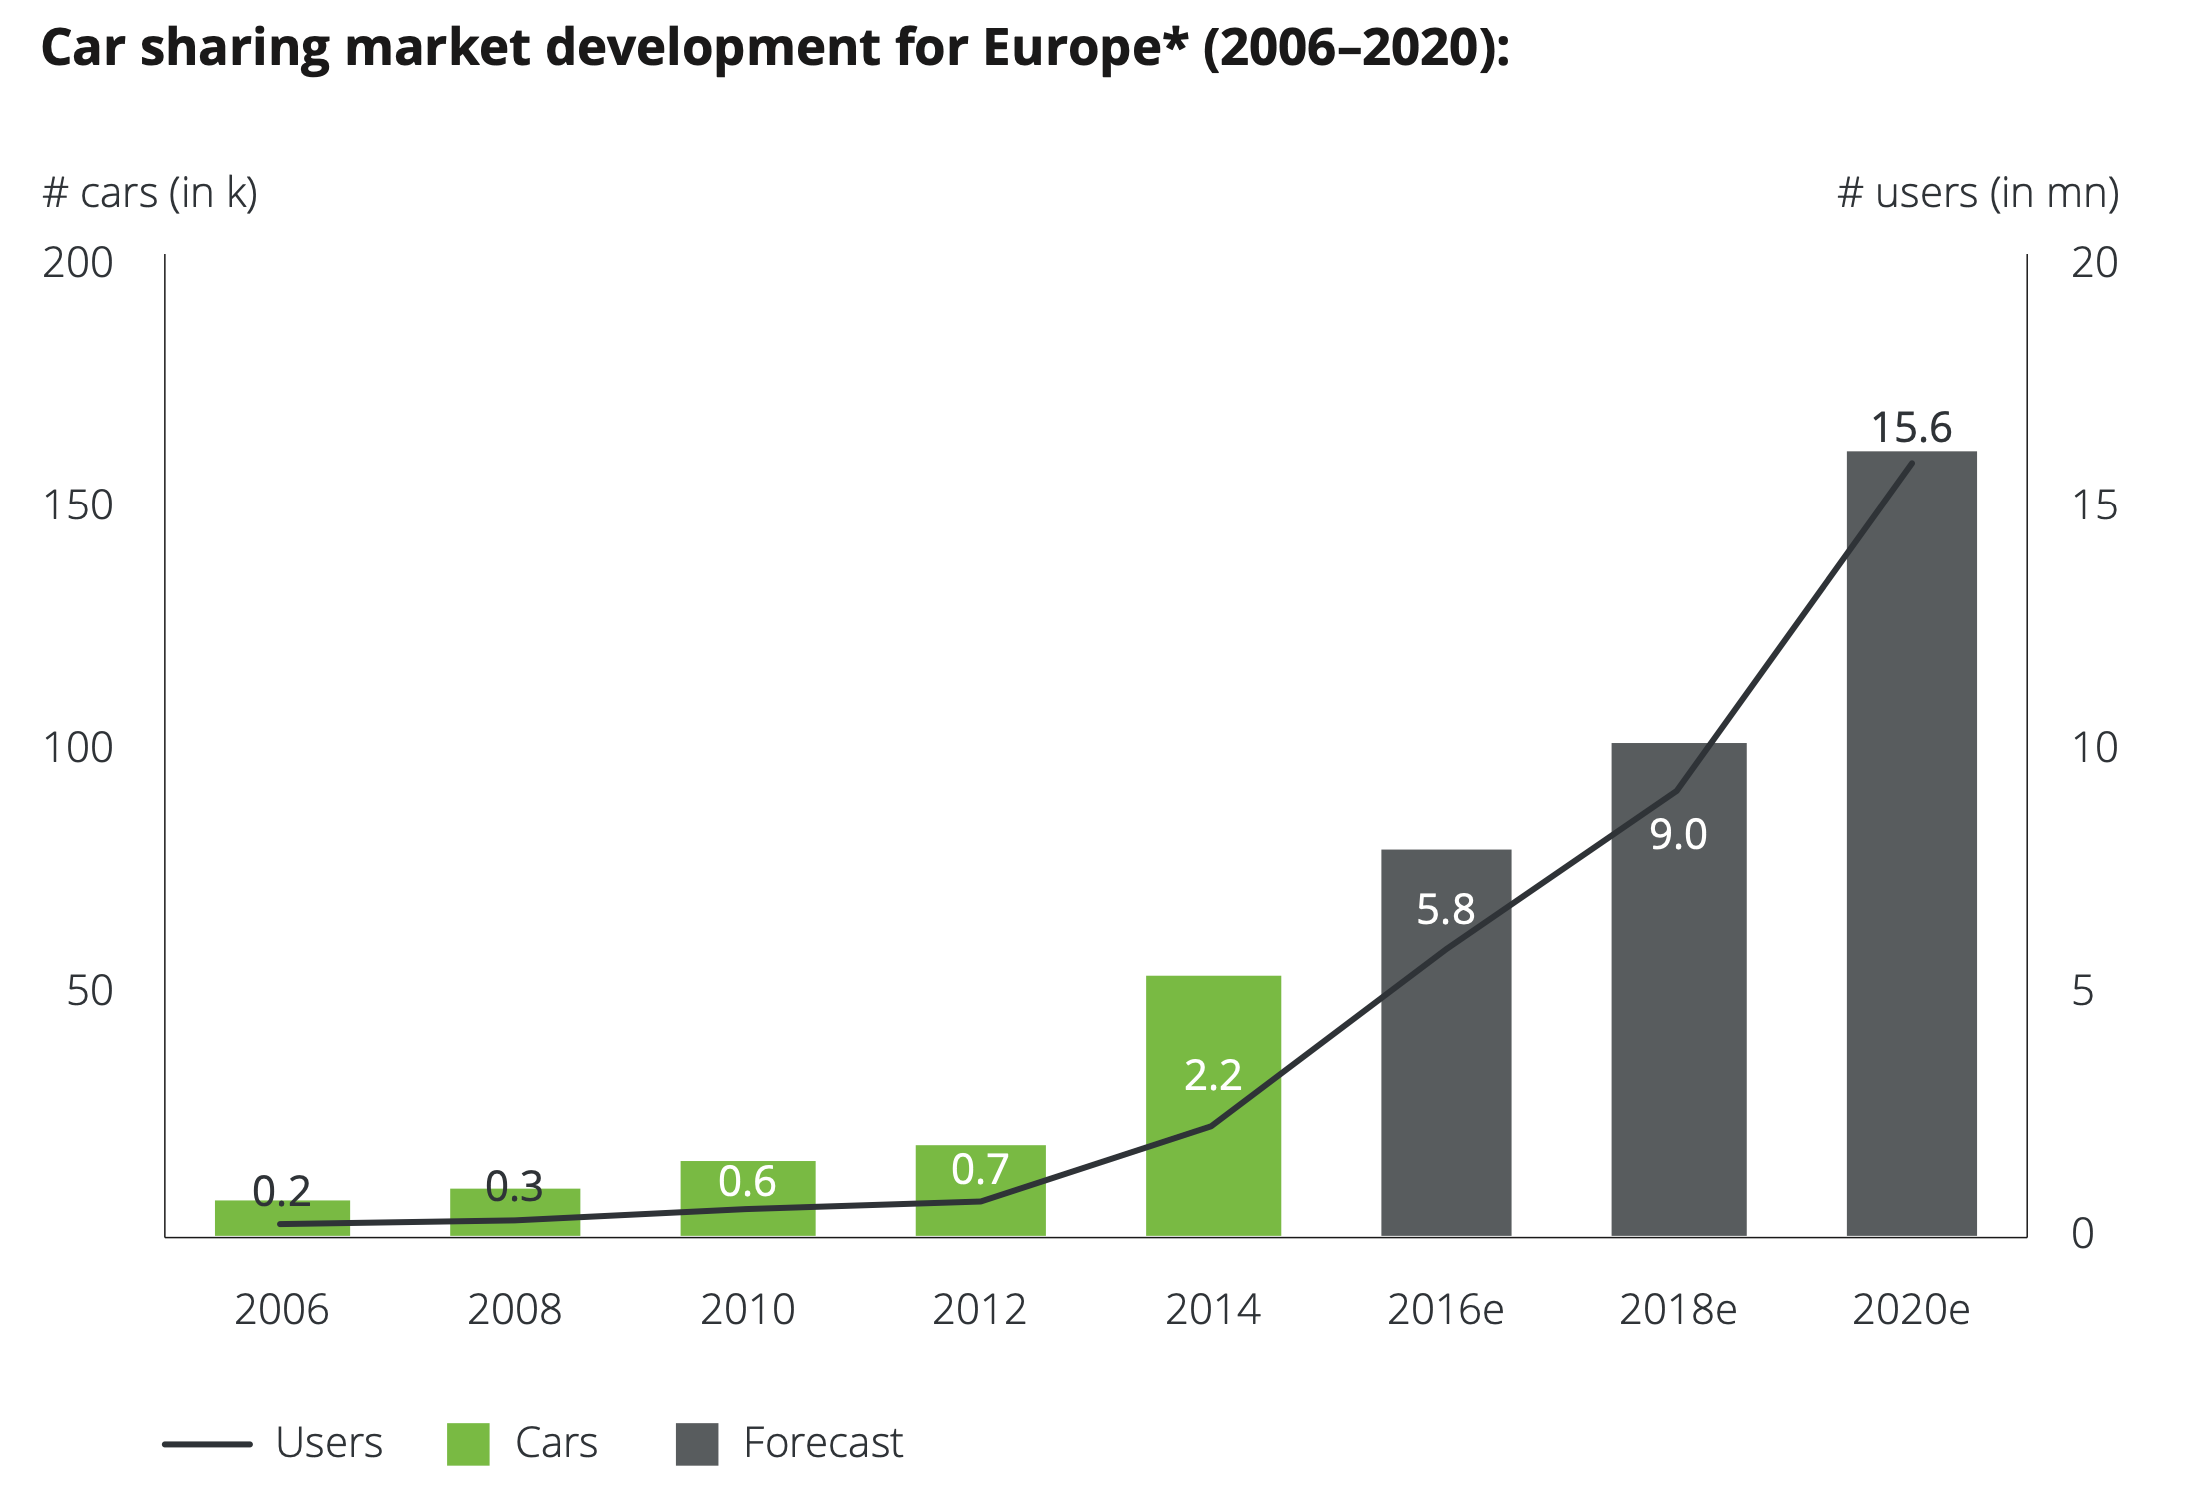 Car sharing market development for Europe* (2006–2020):
# cars (in k)
# users (in mn)
200
20
15.6
150
15
100
10
9.0
5.8
50
5
2.2
0.2
0.3
0.6
0.7
0
2006
2008
2010
2012
2014
2016e
2018e
2020e
Users
Cars
Forecast